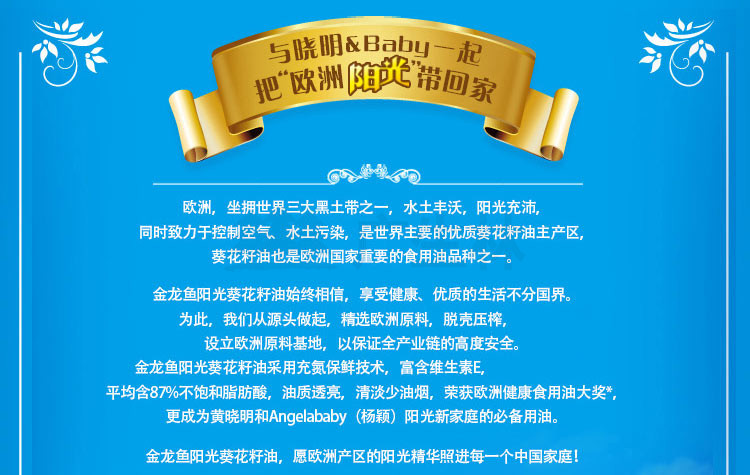 与晓明&Baby一起
把“欧洲阳光”带回家
欧洲，坐拥世界三大黑土带之一，水土丰沃，阳光充沛，
同时致力于控制空气、水土污染，是世界主要的优质葵花籽油主产区，
葵花籽油也是欧洲国家重要的食用油品种之一。
金龙鱼阳光葵花籽油始终相信，享受健康、优质的生活不分国界。
为此，我们从源头做起，精选欧洲原料，脱壳压榨，
设立欧洲原料基地，以保证全产业链的高度安全。
金龙鱼阳光葵花籽油采用充氮保鲜技术，富含维生素E，
平均含87%不饱和脂肪酸，油质透亮，清淡少油烟，荣获欧洲健康食用油大奖*，
更成为黄晓明和Angelababy（杨颖）阳光新家庭的必备用油。
金龙鱼阳光葵花籽油，愿欧洲产区的阳光精华照进每一个中国家庭！